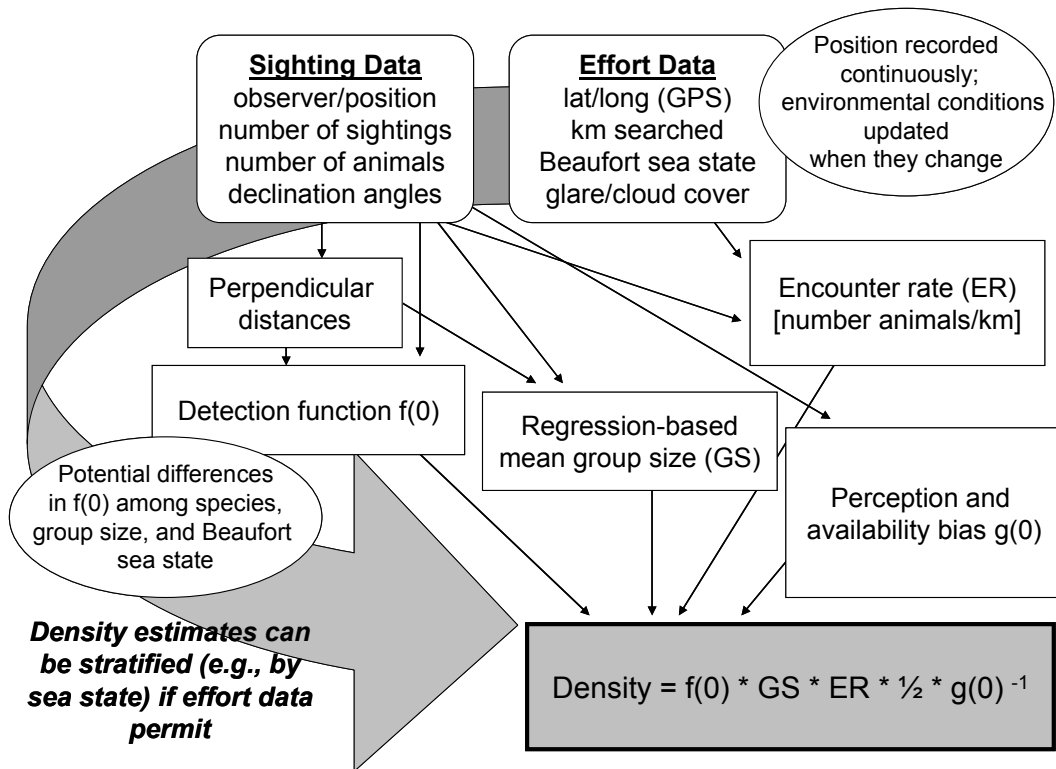 Sighting Data
observer/position
number of sightings
number of animals
declination angles
Effort Data
lat/long (GPS)
km searched
Beaufort sea state
glare/cloud cover
Position recorded
continuously;
environmental conditions
updated
when they change
Perpendicular
distances
Encounter rate (ER)
[number animals/km]
Detection function f(0)
Regression-based
mean group size (GS)
Perception and
availability bias g(0)
Potential differences
in f(0) among species,
group size, and Beaufort
sea state
Density estimates can
be stratified (e.g., by
sea state) if effort data
permit
Density = f(0) * GS * ER * ½ * g(0) -1